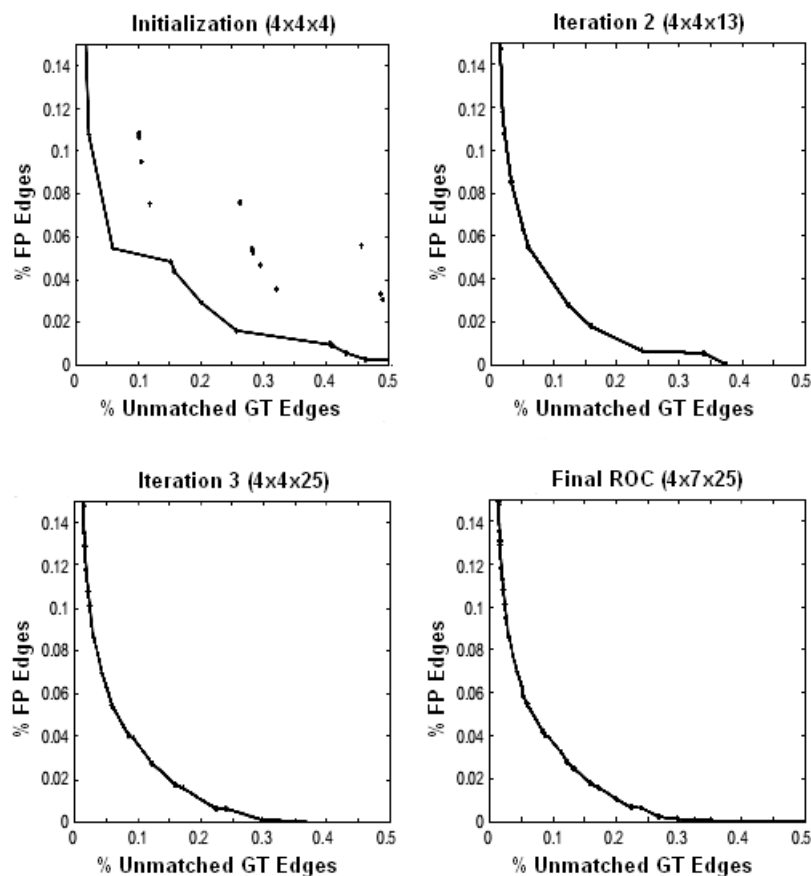 Initialization (4x4x4)
% FP Edges
0.14
0.12
0.1
0.08
0.06
0.04
0.02
0
0 0.1 0.2 0.3 0.4 0.5
% Unmatched GT Edges
Iteration 2 (4x4x13)
% FP Edges
0.14
0.12
0.1
0.08
0.06
0.04
0.02
0
0 0.1 0.2 0.3 0.4 0.5
% Unmatched GT Edges
Iteration 3 (4x4x25)
% FP Edges
0.14
0.12
0.1
0.08
0.06
0.04
0.02
0
0 0.1 0.2 0.3 0.4 0.5
% Unmatched GT Edges
Final ROC (4x7x25)
% FP Edges
0.14
0.12
0.1
0.08
0.06
0.04
0.02
0
0 0.1 0.2 0.3 0.4 0.5
% Unmatched GT Edges